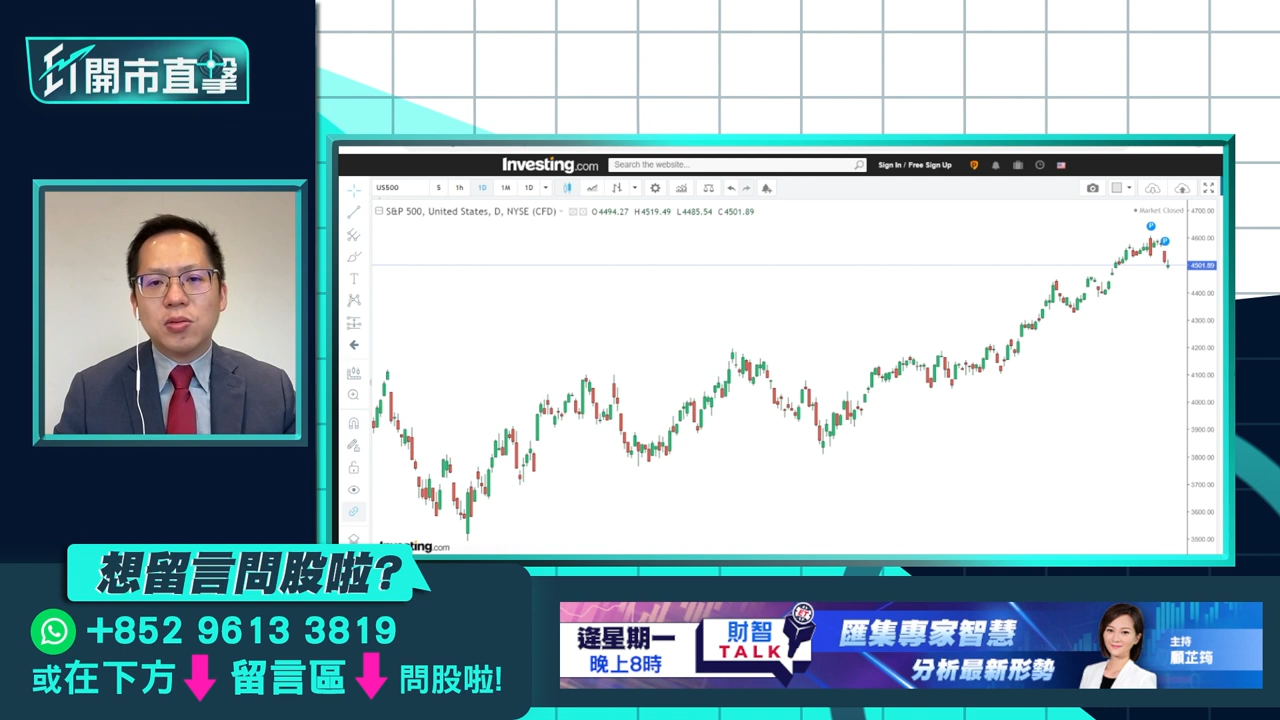 ET開市直擊
Investing.com
Search the website...
Sign In / Free Sign Up
US500
5
1h
1D
1M
1D
S&P 500, United States, D, NYSE (CFD)
O4494.27 H4519.49 L4485.54 C4501.89
Market Closed
4700.00
4600.00
4501.89
4400.00
4300.00
4200.00
4100.00
4000.00
3900.00
3800.00
3700.00
3600.00
3500.00
P
P
T
ting.com
想留言問股啦?
+852 9613 3819
或在下方
留言區
問股啦!
逢星期一
晚上8時
財智
TALK
匯集專家智慧
分析最新形勢
主持
顧芷筠